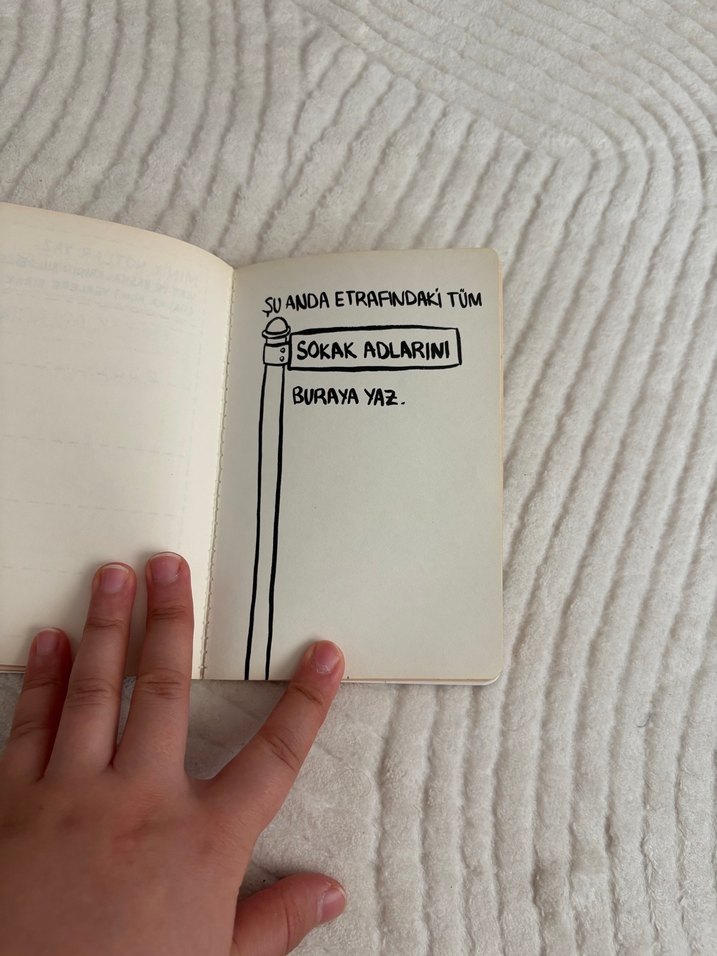 ŞU ANDA ETRAFINDAKİ TÜM
SOKAK ADLARINI
BURAYA YAZ.